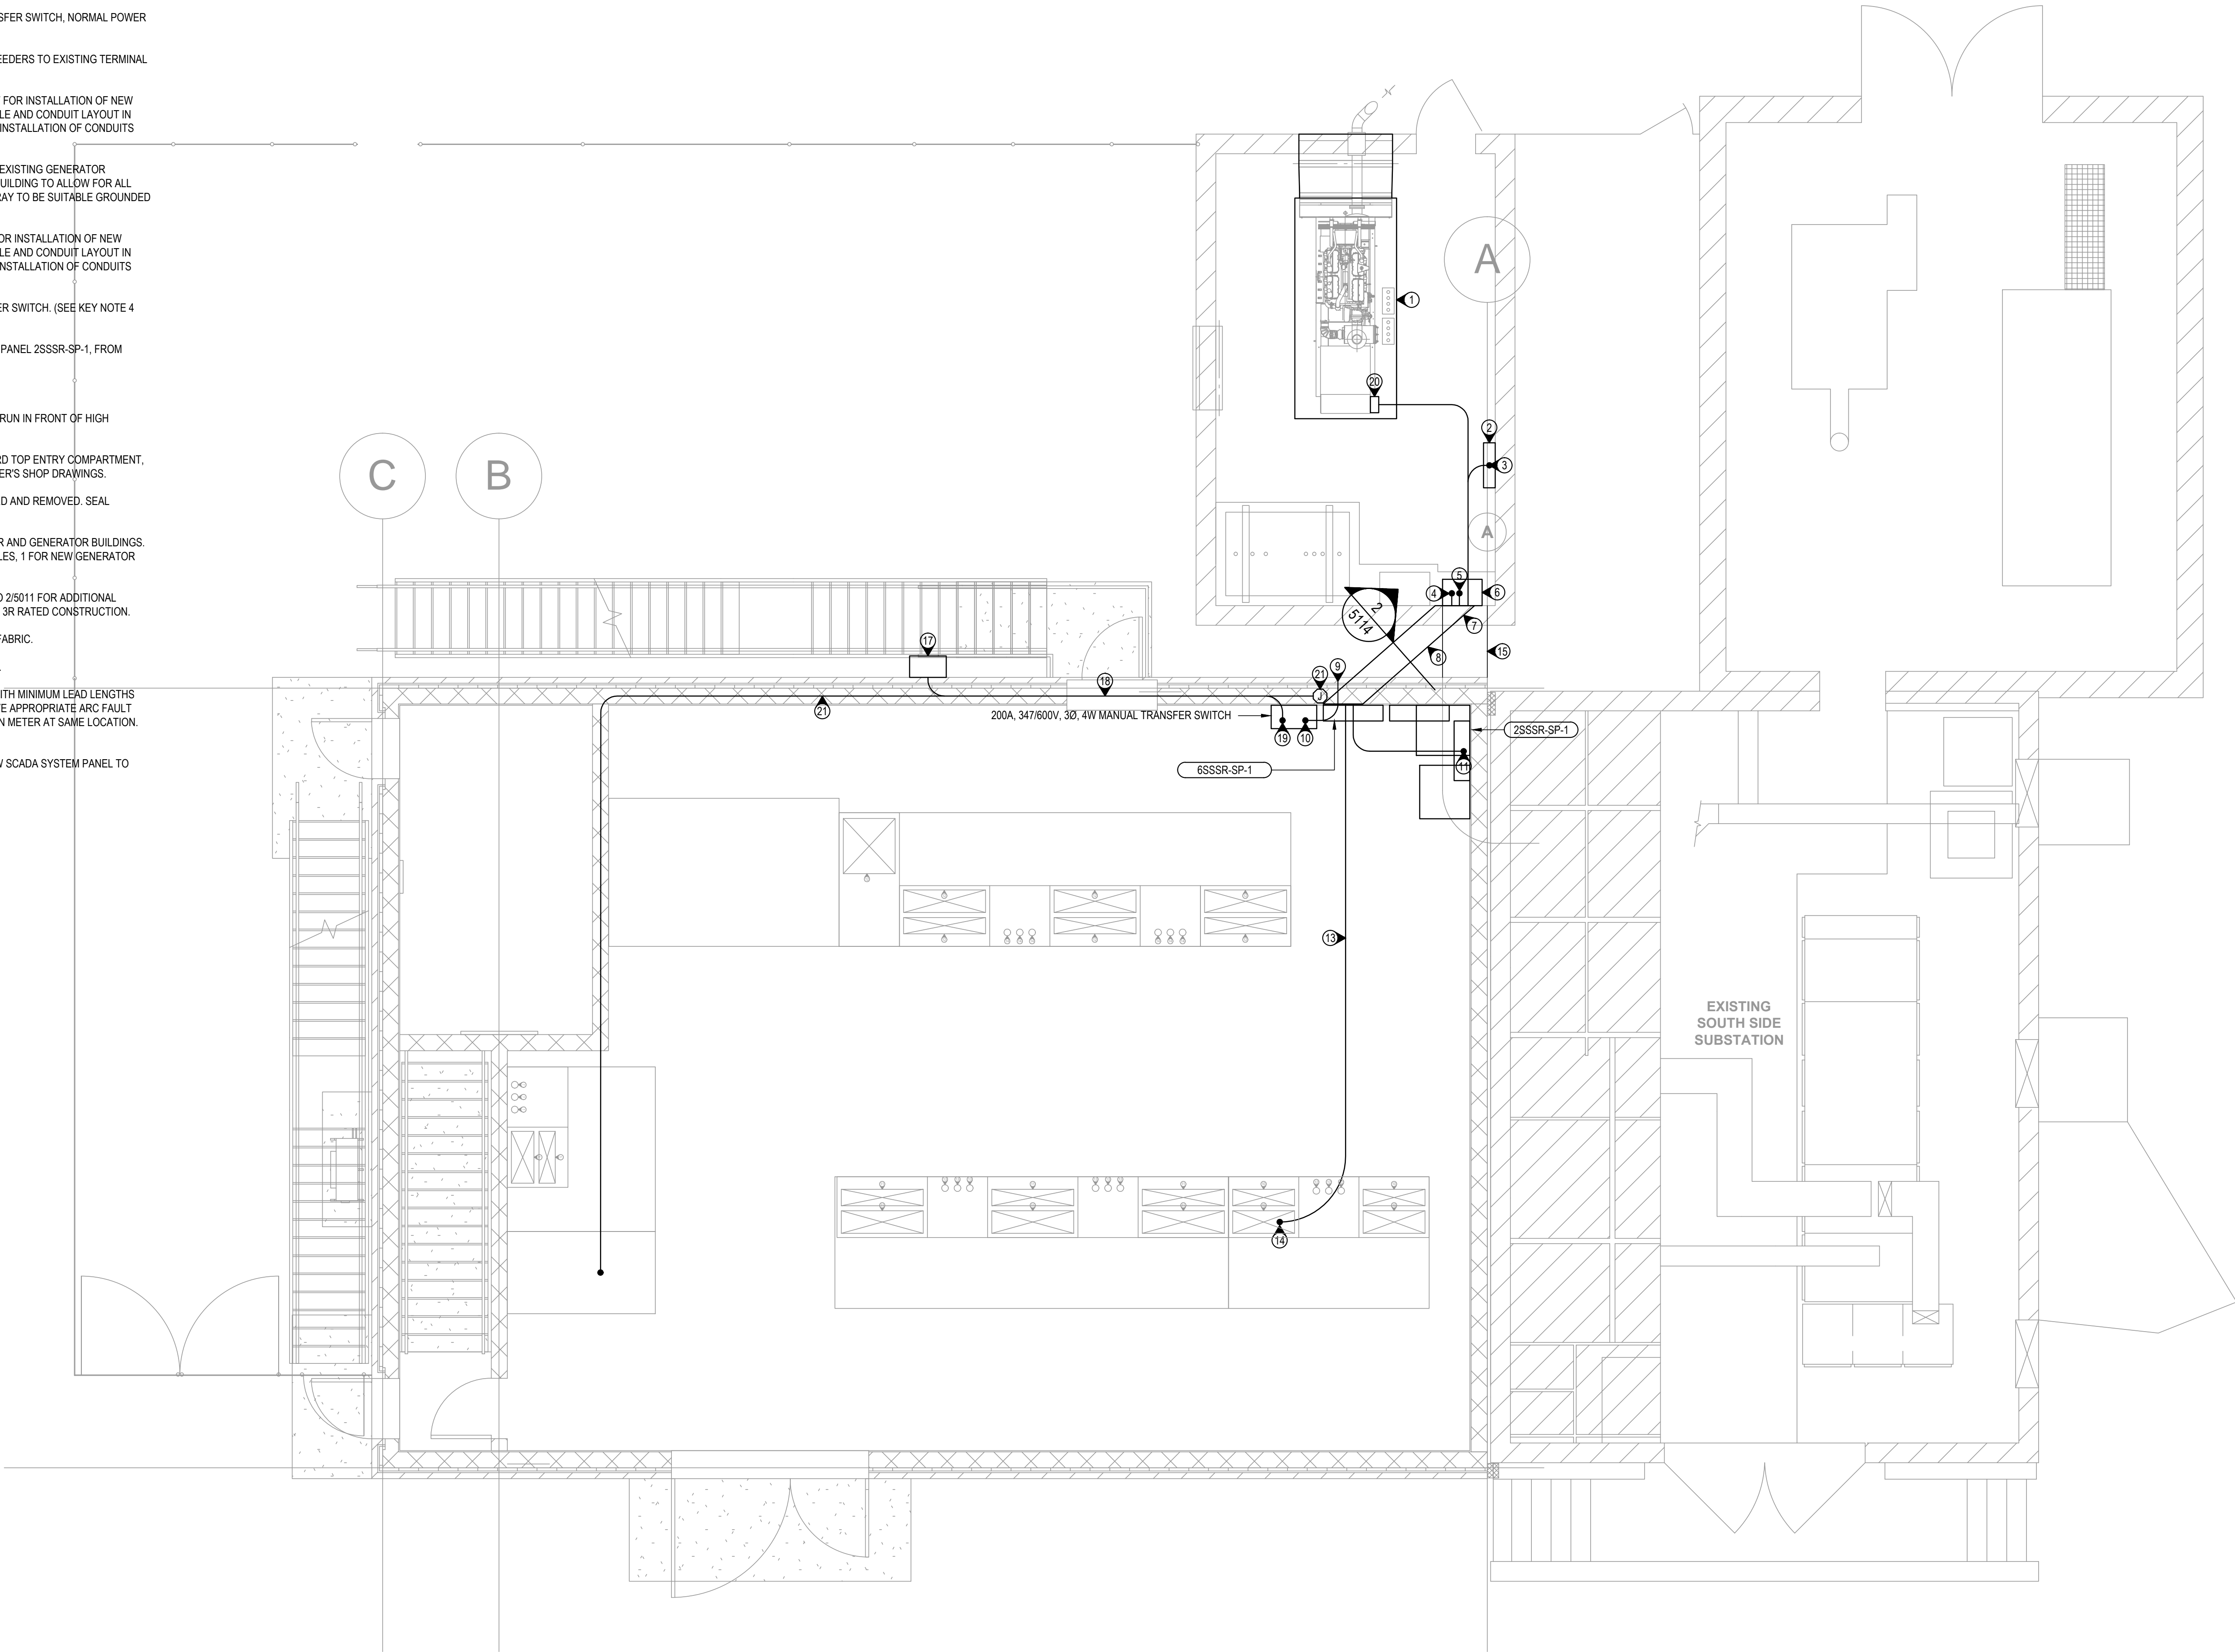 SFER SWITCH, NORMAL POWER
EEDERS TO EXISTING TERMINAL
FOR INSTALLATION OF NEW
LE AND CONDUIT LAYOUT IN
INSTALLATION OF CONDUITS
EXISTING GENERATOR
UILDING TO ALLOW FOR ALL
RAY TO BE SUITABLE GROUNDED
OR INSTALLATION OF NEW
LE AND CONDUIT LAYOUT IN
NSTALLATION OF CONDUITS
ER SWITCH. (SEE KEY NOTE 4
PANEL 2SSSR-SP-1, FROM
RUN IN FRONT OF HIGH
RD TOP ENTRY COMPARTMENT,
ER'S SHOP DRAWINGS.
D AND REMOVED. SEAL
R AND GENERATOR BUILDINGS.
LES, 1 FOR NEW GENERATOR
D 2/5011 FOR ADDITIONAL
3R RATED CONSTRUCTION.
FABRIC.
ITH MINIMUM LEAD LENGTHS
E APPROPRIATE ARC FAULT
N METER AT SAME LOCATION.
W SCADA SYSTEM PANEL TO
A
1
20
2
3
C
B
A
5
4
6
2
5114
7
17
15
8
9
21
18
J
21
200A, 347/600V, 3Ø, 4W MANUAL TRANSFER SWITCH
19
10
2SSSR-SP-1
6SSSR-SP-1
11
13
EXISTING
SOUTH SIDE
SUBSTATION
14